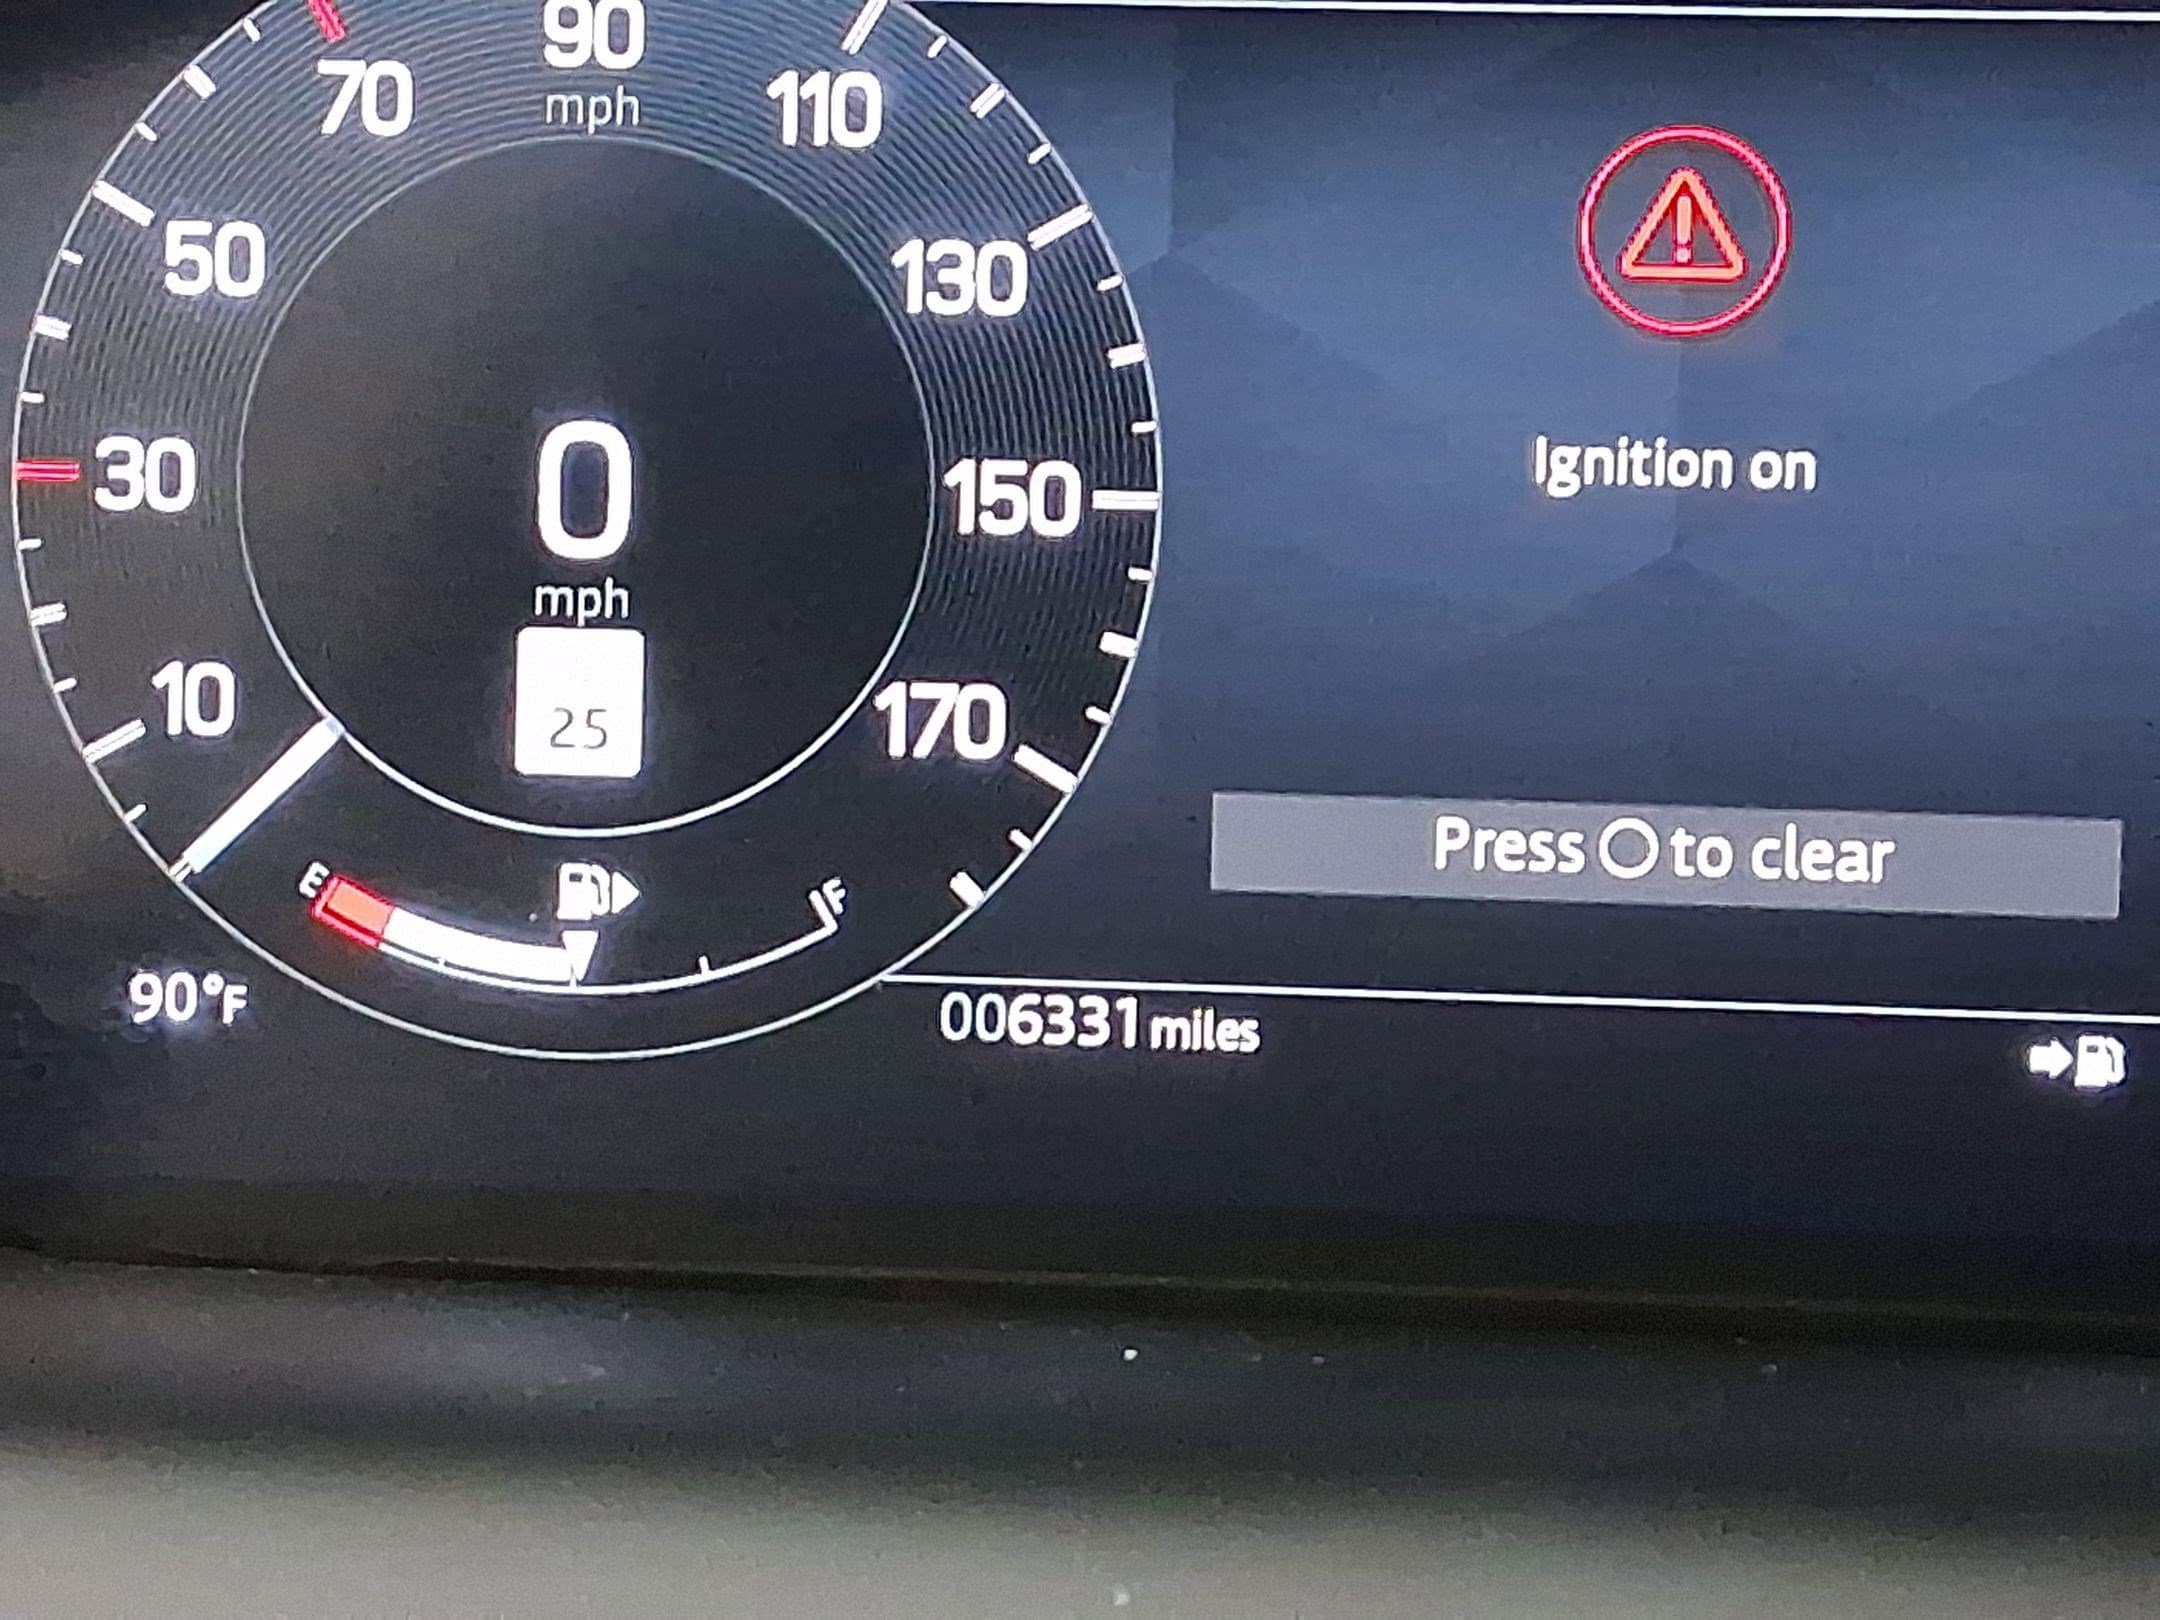 90
mph
70
110
50
130
30
150
0
mph
10
25
170
E
F
90°F
006331 miles
Ignition on
Press O to clear